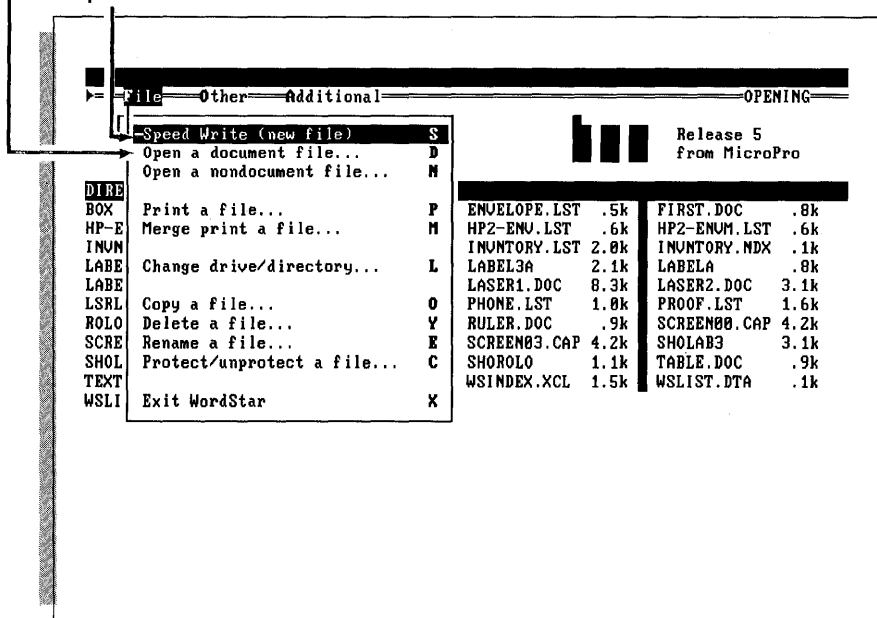 File Other Additional OPENING
Speed Write (new file) S
Open a document file... D
Open a nondocument file... N
Release 5
from MicroPro
DIRE
BOX Print a file... P ENVELOPE.LST .5k FIRST.DOC .8k
HP-E Merge print a file... M HP2-ENV.LST .6k HP2-ENVM.LST .6k
INVN INVNTORY.LST 2.0k INVNTORY.NDX .1k
LABE Change drive/directory... L LABEL3A 2.1k LABELA .8k
LABE LASER1.DOC 8.3k LASER2.DOC 3.1k
LSRL Copy a file... O PHONE.LST 1.0k PROOF.LST 1.6k
ROLO Delete a file... Y RULER.DOC .9k SCREEN00.CAP 4.2k
SCRE Rename a file... E SCREEN03.CAP 4.2k SHOLAB3 3.1k
SHOL Protect/unprotect a file... C SHOROLO 1.1k TABLE.DOC .9k
TEXT WSINDEX.XCL 1.5k WSLIST.DTA .1k
WSLI Exit WordStar X